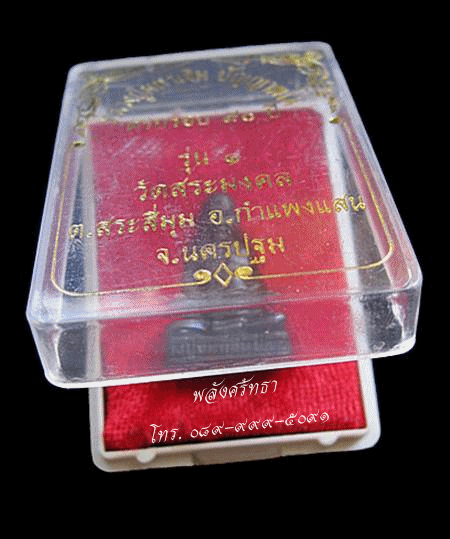 รุ่น ๑
วัดสระมงคล
ต.สระสี่มุม อ.กำแพงแสน
จ.นครปฐม
พลังศรัทธา
โทร. ๐๘๙-๙๙๙-๕๐๙๑